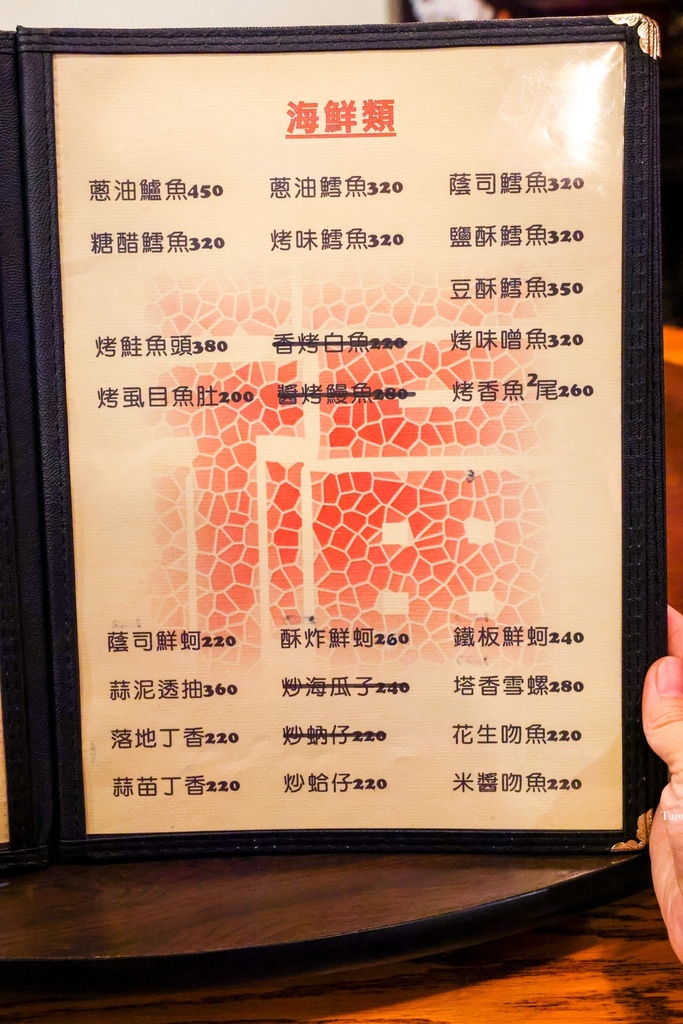 海鮮類
蔥油鱸魚450 蔥油鱈魚320 蔭司鱈魚320
糖醋鱈魚320 烤味鱈魚320 鹽酥鱈魚320
豆酥鱈魚350
烤鮭魚頭380 香烤白魚220 烤味噌魚320
烤虱目魚肚200 醬烤鰻魚280 烤香魚2尾260
蔭司鮮蚵220 酥炸鮮蚵260 鐵板鮮蚵240
蒜泥透抽360 炒海瓜子240 塔香雪螺280
落地丁香220 炒蚋仔220 花生吻魚220
蒜苗丁香220 炒蛤仔220 米醬吻魚220